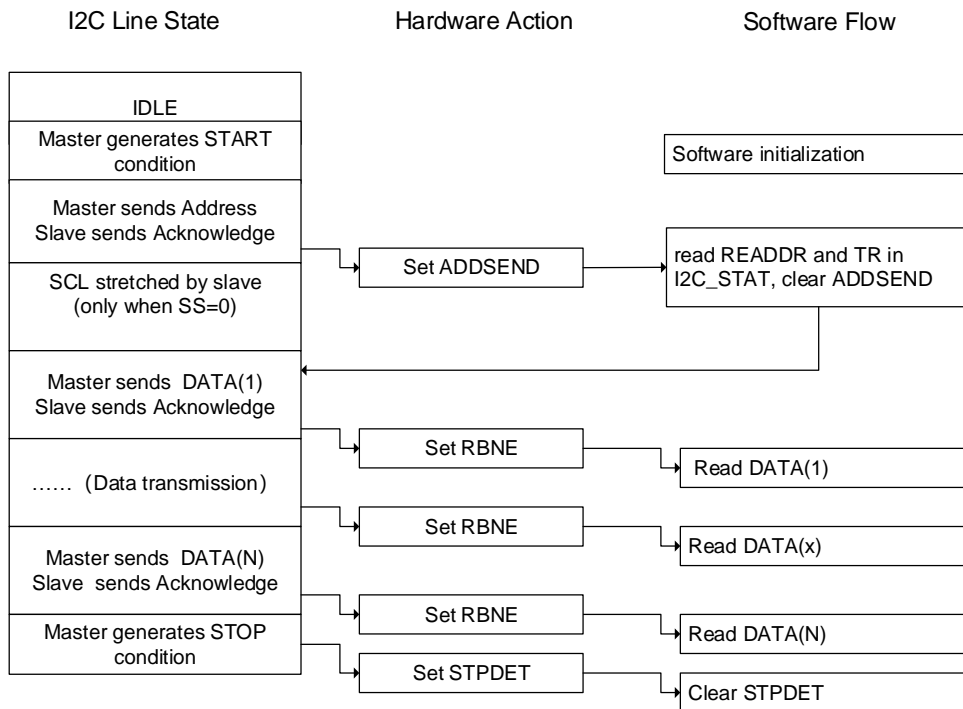 I2C Line State
Hardware Action
Software Flow
IDLE
Master generates START
condition
Software initialization
Master sends Address
Slave sends Acknowledge
Set ADDSEND
read READDR and TR in
I2C_STAT, clear ADDSEND
SCL stretched by slave
(only when SS=0)
Master sends DATA(1)
Slave sends Acknowledge
Set RBNE
Read DATA(1)
…… (Data transmission)
Set RBNE
Read DATA(x)
Master sends DATA(N)
Slave sends Acknowledge
Set RBNE
Read DATA(N)
Master generates STOP
condition
Set STPDET
Clear STPDET